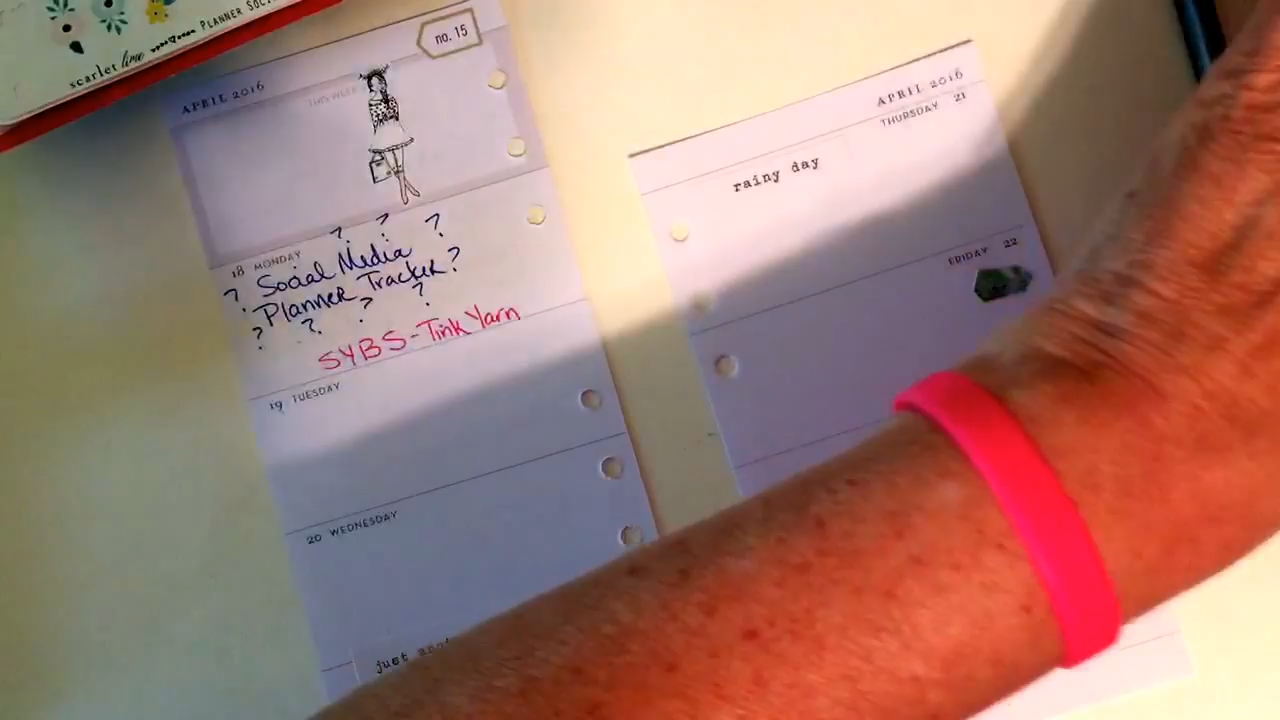 PLANNER SOCI
scarlet lime
no. 15
APRIL 2016
THIS WEEK
18 MONDAY
? ? ?
? Social Media
Planner Tracker?
? ? ? ?
SYBS-Tink Yarn
19 TUESDAY
20 WEDNESDAY
just
APRIL 2016
THURSDAY 21
rainy day
FRIDAY 22